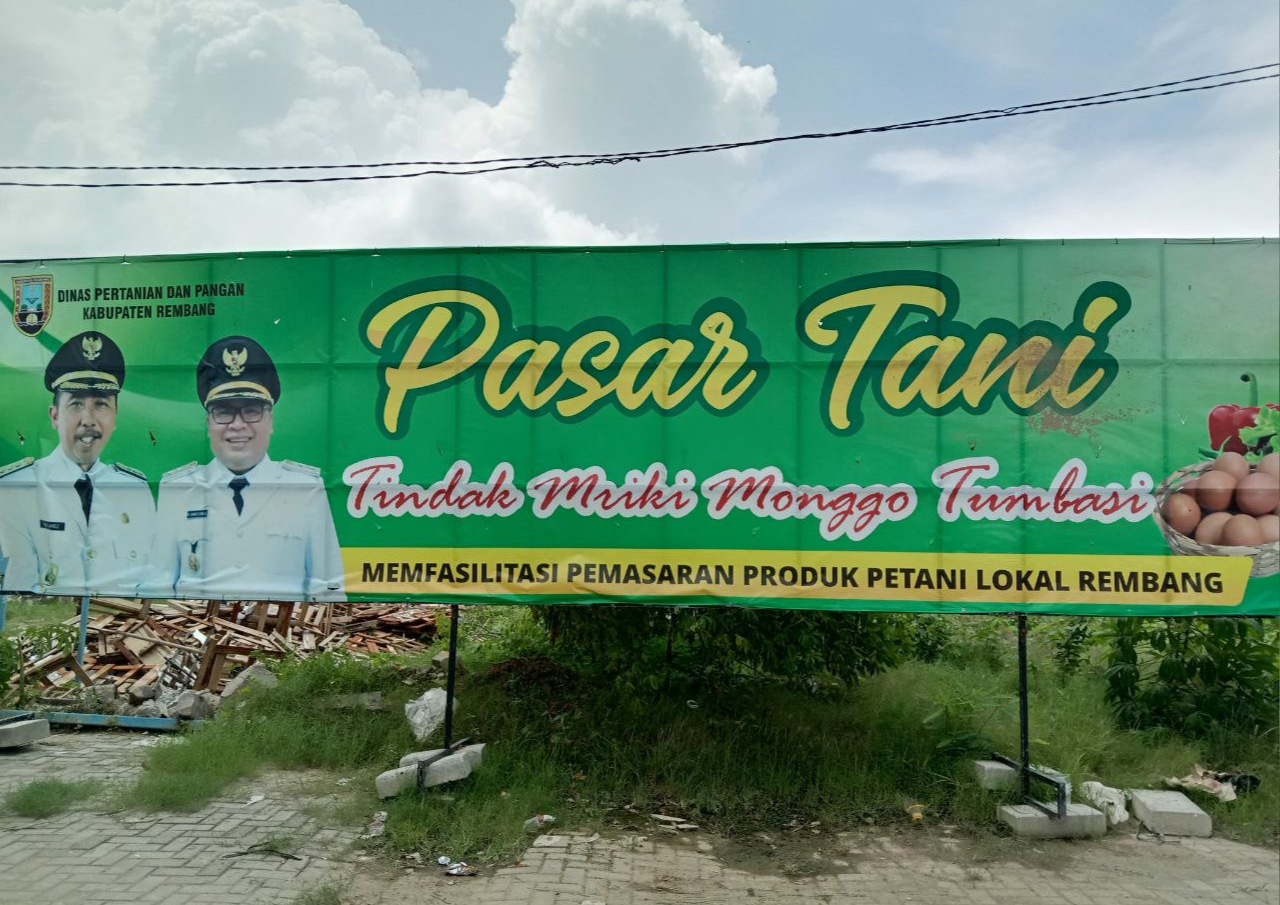 DINAS PERTANIAN DAN PANGAN
KABUPATEN REMBANG
Pasar Tani
Tindak Mriki Monggo Tumbasi
MEMFASILITASI PEMASARAN PRODUK PETANI LOKAL REMBANG